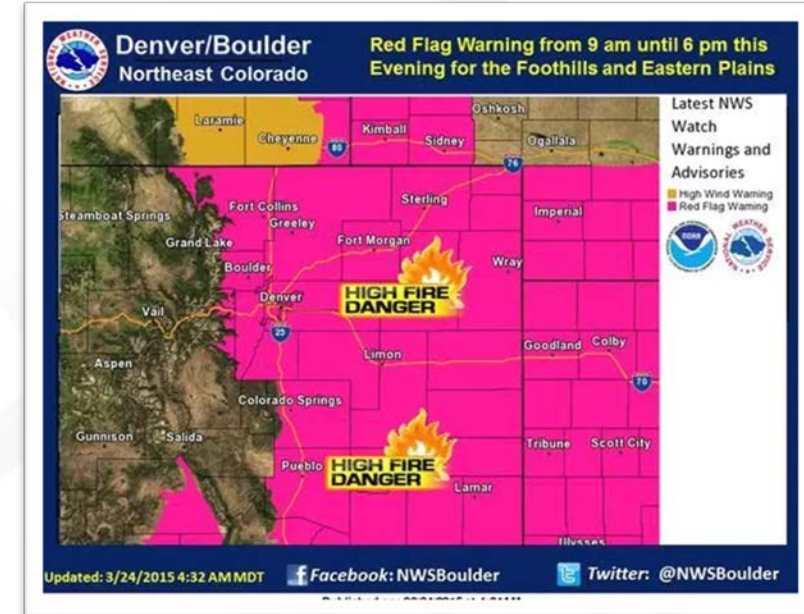 Denver/Boulder
Northeast Colorado
Red Flag Warning from 9 am until 6 pm this
Evening for the Foothills and Eastern Plains
Latest NWS
Watch
Warnings and
Advisories
High Wind Warning
Red Flag Warning
NOAA
Laramie
Cheyenne
80
Kimball
Sidney
Oshkosh
Ogallala
76
Steamboat Springs
Fort Collins
Greeley
Sterling
Imperial
Grand Lake
Fort Morgan
Boulder
Wray
Denver
HIGH FIRE
DANGER
Vail
25
Limon
Goodland
Colby
70
Aspen
Colorado Springs
Gunnison
Salida
Tribune
Scott City
Pueblo
HIGH FIRE
DANGER
Lamar
Ulysses
Updated: 3/24/2015 4:32 AM MDT
Facebook: NWSBoulder
Twitter: @NWSBoulder